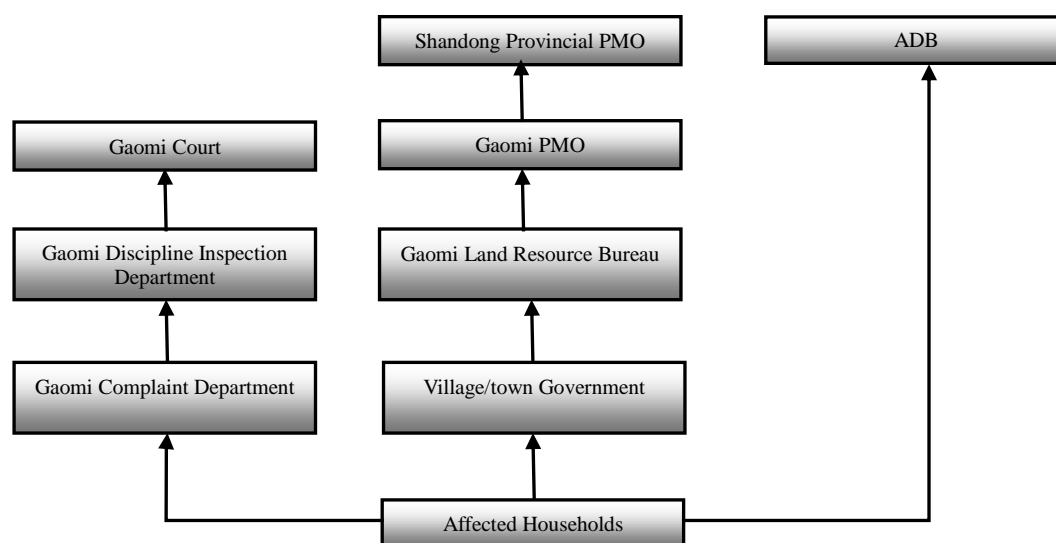 Shandong Provincial PMO
ADB
Gaomi Court
Gaomi PMO
Gaomi Discipline Inspection
Department
Gaomi Land Resource Bureau
Gaomi Complaint Department
Village/town Government
Affected Households